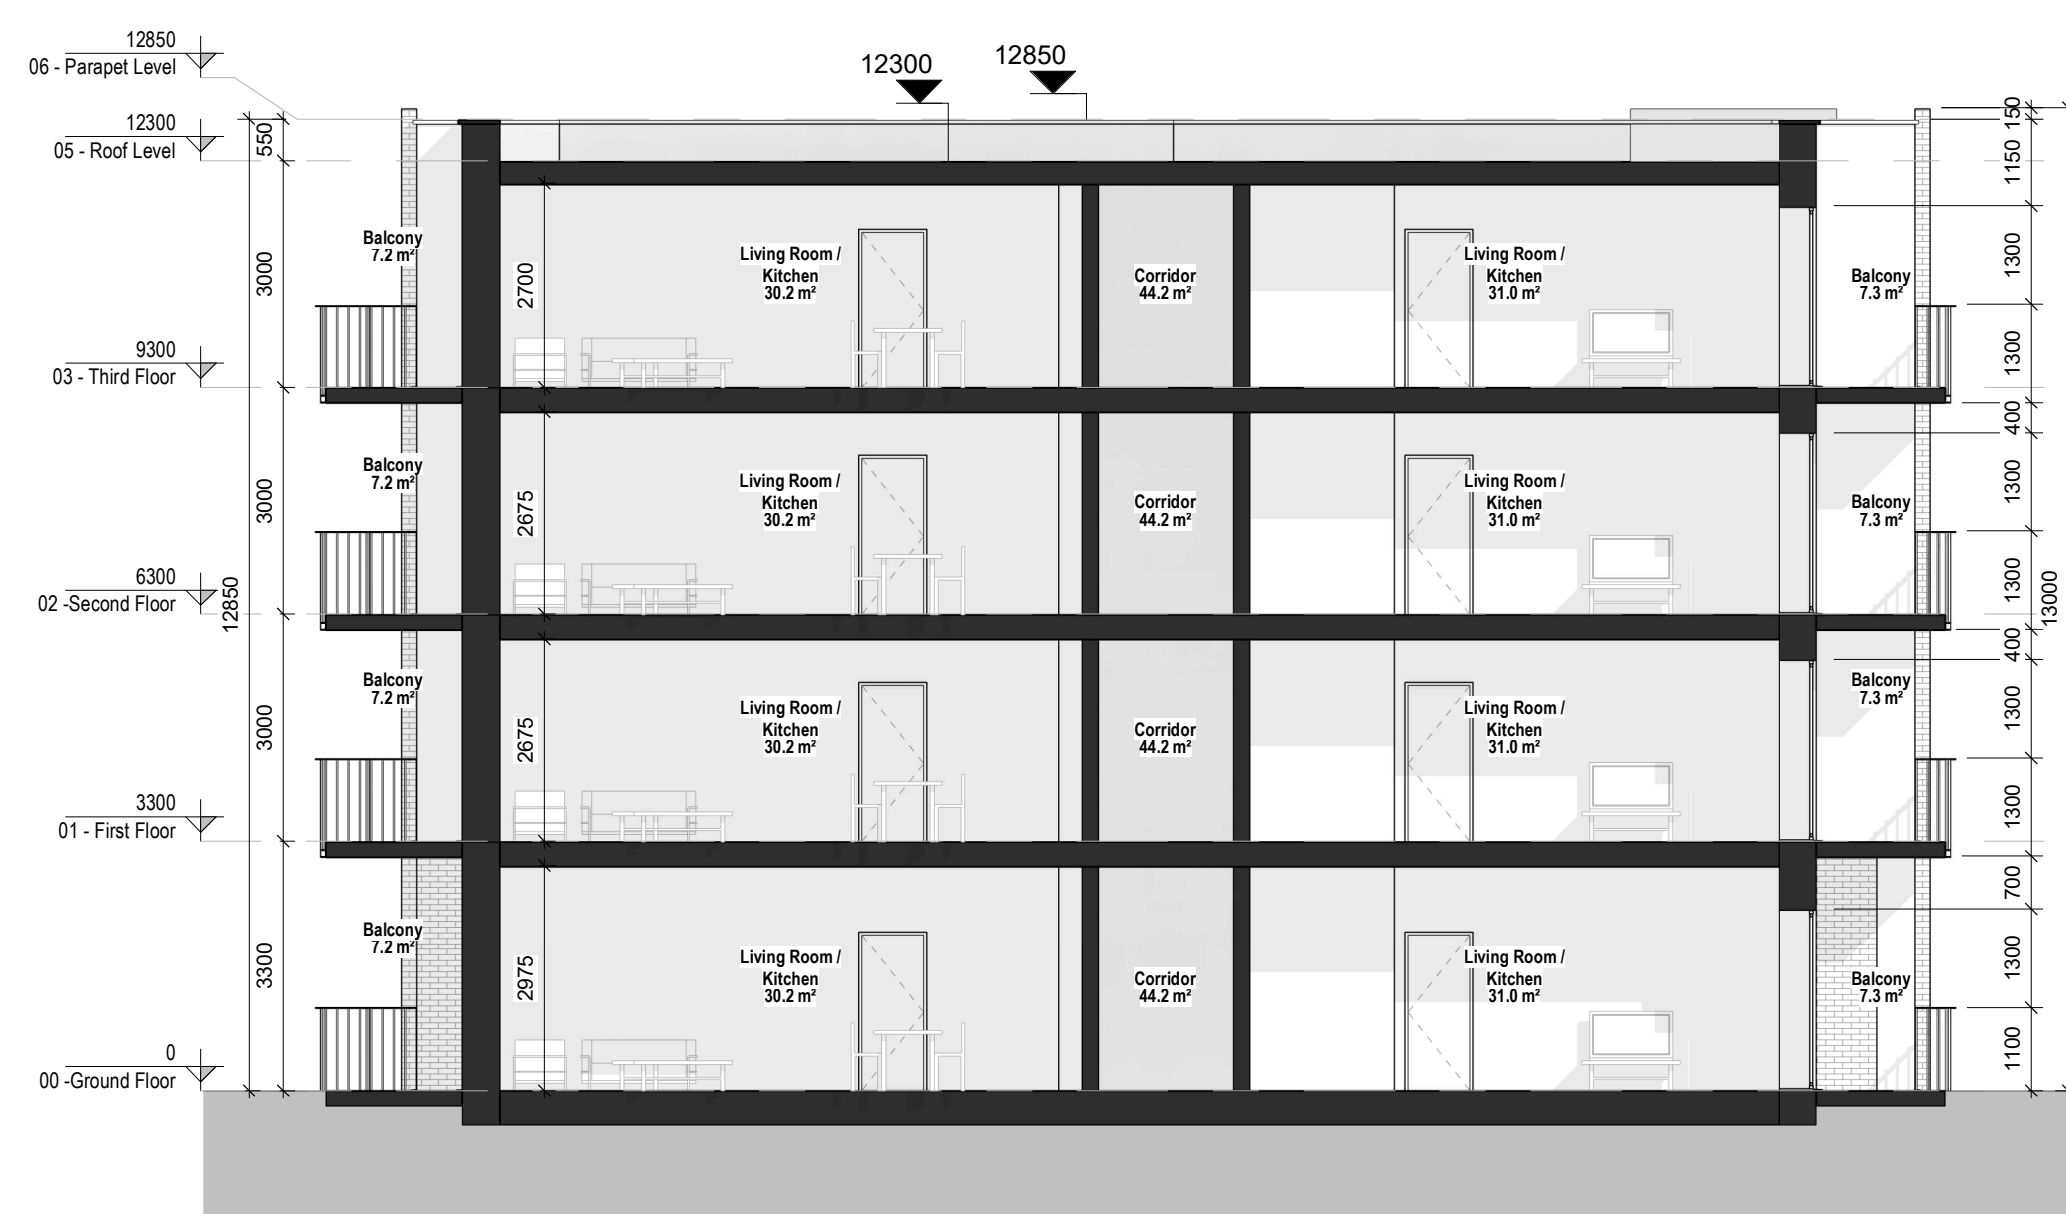 12850
06 - Parapet Level
12300
05 - Roof Level
9300
03 - Third Floor
6300
02 -Second Floor
3300
01 - First Floor
0
00 -Ground Floor
12850
550
3000
3000
3000
3300
12300
12850
2700
2675
2675
2975
Balcony
7.2 m²
Living Room /
Kitchen
30.2 m²
Corridor
44.2 m²
Living Room /
Kitchen
31.0 m²
Balcony
7.3 m²
Balcony
7.2 m²
Living Room /
Kitchen
30.2 m²
Corridor
44.2 m²
Living Room /
Kitchen
31.0 m²
Balcony
7.3 m²
Balcony
7.2 m²
Living Room /
Kitchen
30.2 m²
Corridor
44.2 m²
Living Room /
Kitchen
31.0 m²
Balcony
7.3 m²
Balcony
7.2 m²
Living Room /
Kitchen
30.2 m²
Corridor
44.2 m²
Living Room /
Kitchen
31.0 m²
Balcony
7.3 m²
150
1150
1300
1300
400
1300
1300
400
1300
1300
700
1300
1100
13000